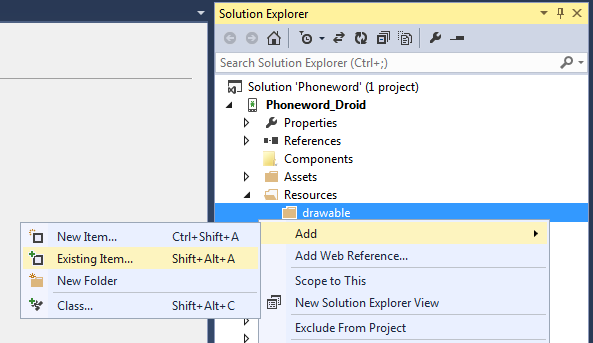 Solution Explorer
Search Solution Explorer (Ctrl+;)
Solution 'Phoneword' (1 project)
Phoneword_Droid
Properties
References
Components
Assets
Resources
drawable
Add
Add Web Reference...
Scope to This
New Solution Explorer View
Exclude From Project
New Item... Ctrl+Shift+A
Existing Item... Shift+Alt+A
New Folder
Class... Shift+Alt+C